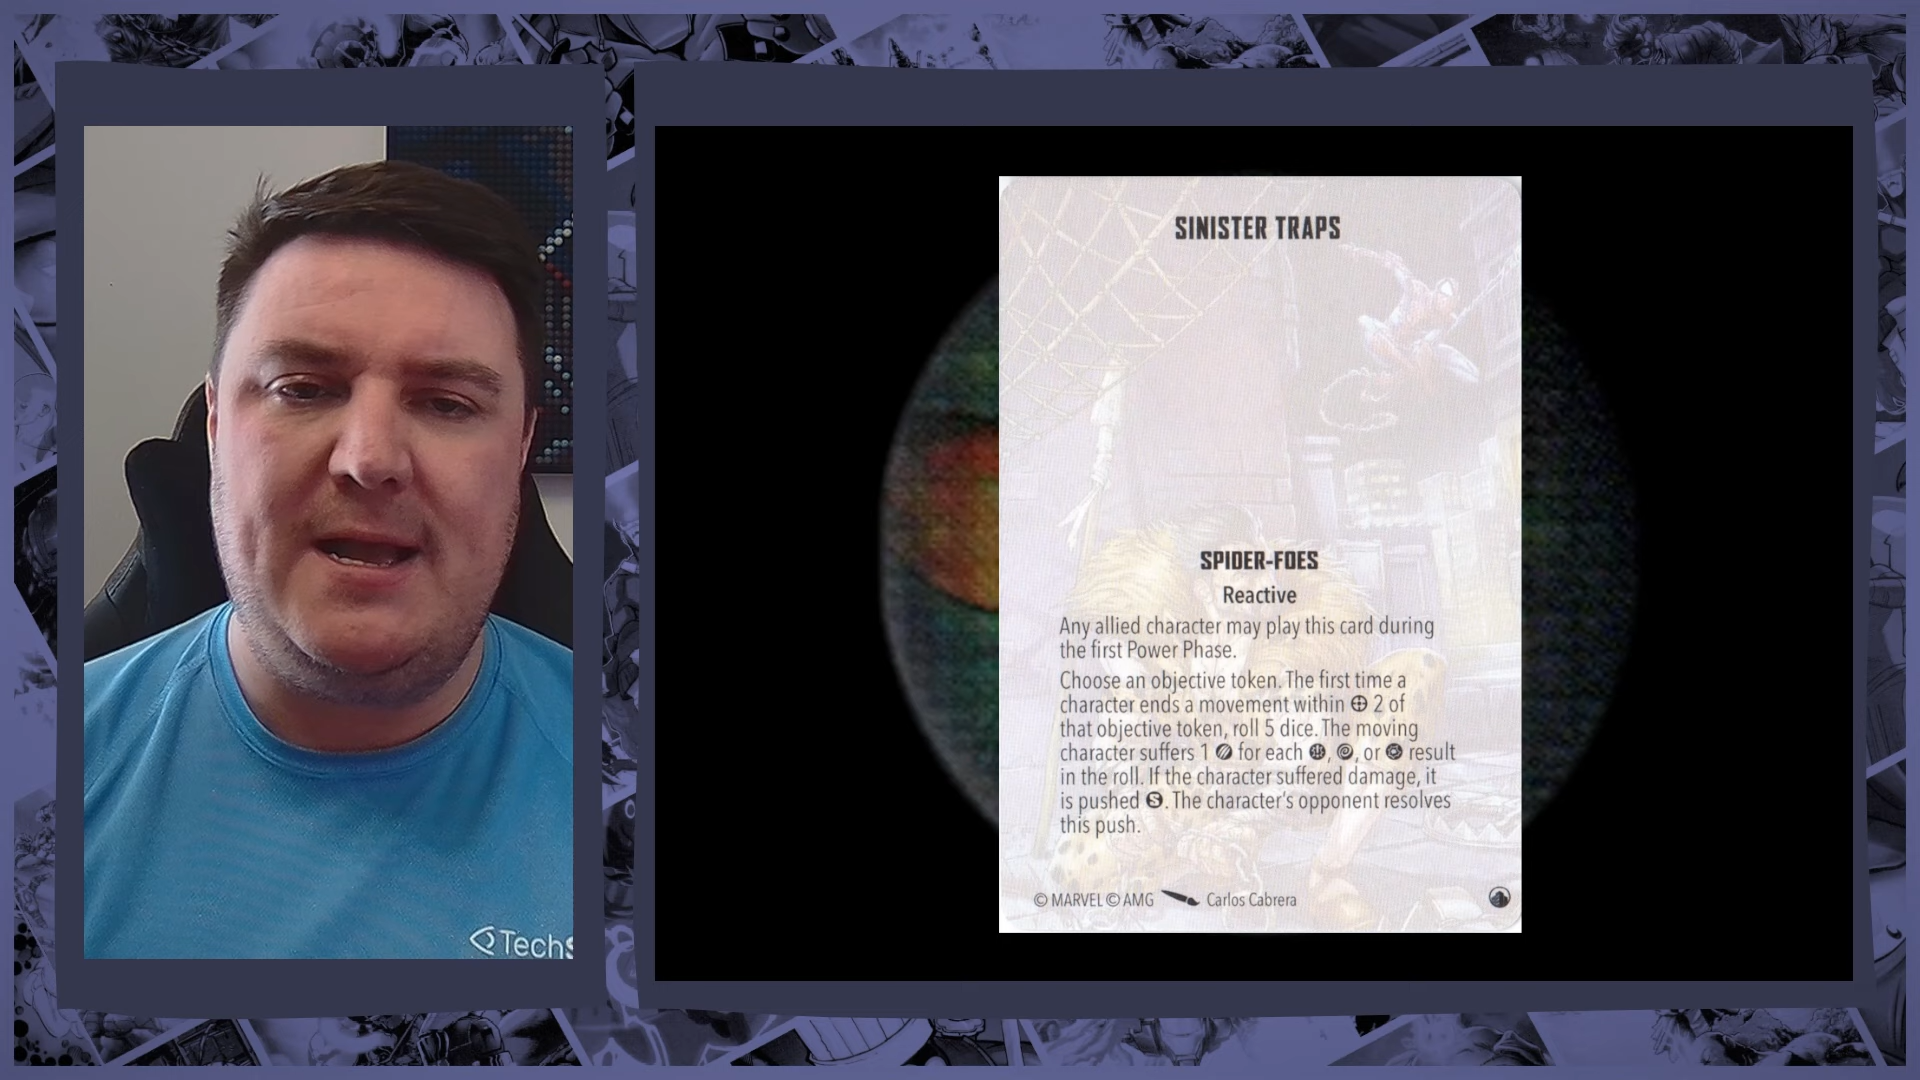 SINISTER TRAPS
SPIDER-FOES
Reactive
Any allied character may play this card during
the first Power Phase.
Choose an objective token. The first time a
character ends a movement within 2 of
that objective token, roll 5 dice. The moving
character suffers 1 for each , , or result
in the roll. If the character suffered damage, it
is pushed S. The character's opponent resolves
this push.
© MARVEL © AMG Carlos Cabrera
Tech